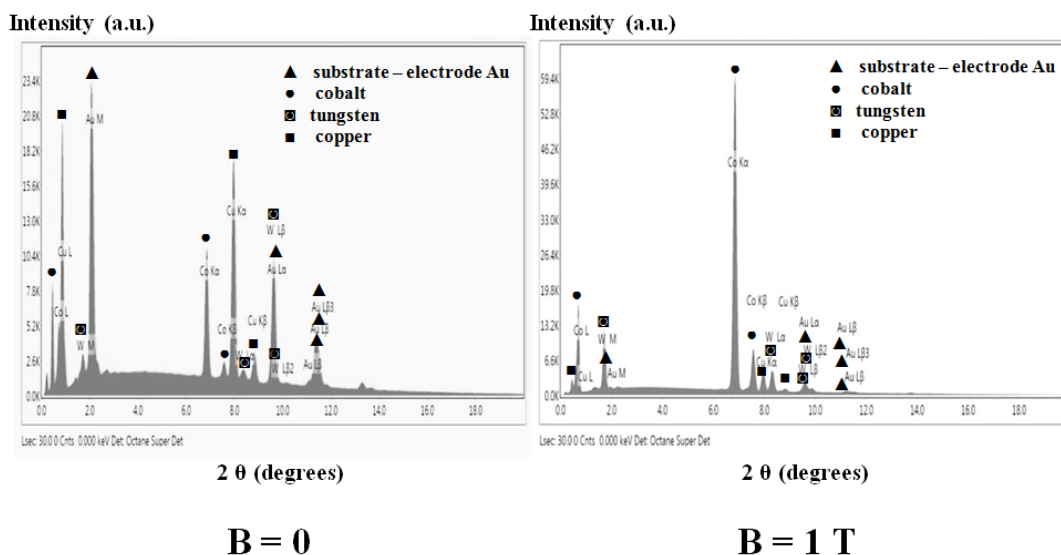 Intensity (a.u.)
substrate – electrode Au
cobalt
tungsten
copper
23.4K
20.8K
18.2K
15.6K
13.0K
10.4K
7.8K
5.2K
2.6K
0.0K
Au M
Cu L
Co L
W M
Co Kα
Co Kβ
Cu Kα
W Lα
Cu Kβ
W Lβ
Au Lα
W Lβ2
Au Lβ3
Au Lβ
Au Lβ
0.0 2.0 4.0 6.0 8.0 10.0 12.0 14.0 16.0 18.0
Lsec: 30.0 0 Cnts 0.000 keV Det: Octane Super Det
2 θ (degrees)
B = 0
Intensity (a.u.)
substrate – electrode Au
cobalt
tungsten
copper
59.4K
52.8K
46.2K
39.6K
33.0K
26.4K
19.8K
13.2K
6.6K
0.0K
Co L
Cu L
W M
Au M
Co Kα
Co Kβ
Cu Kα
Cu Kβ
W Lα
Au Lα
W Lβ2
W Lβ
Au Lβ
Au Lβ3
Au Lβ
0.0 2.0 4.0 6.0 8.0 10.0 12.0 14.0 16.0 18.0
Lsec: 30.0 0 Cnts 0.000 keV Det: Octane Super Det
2 θ (degrees)
B = 1 T